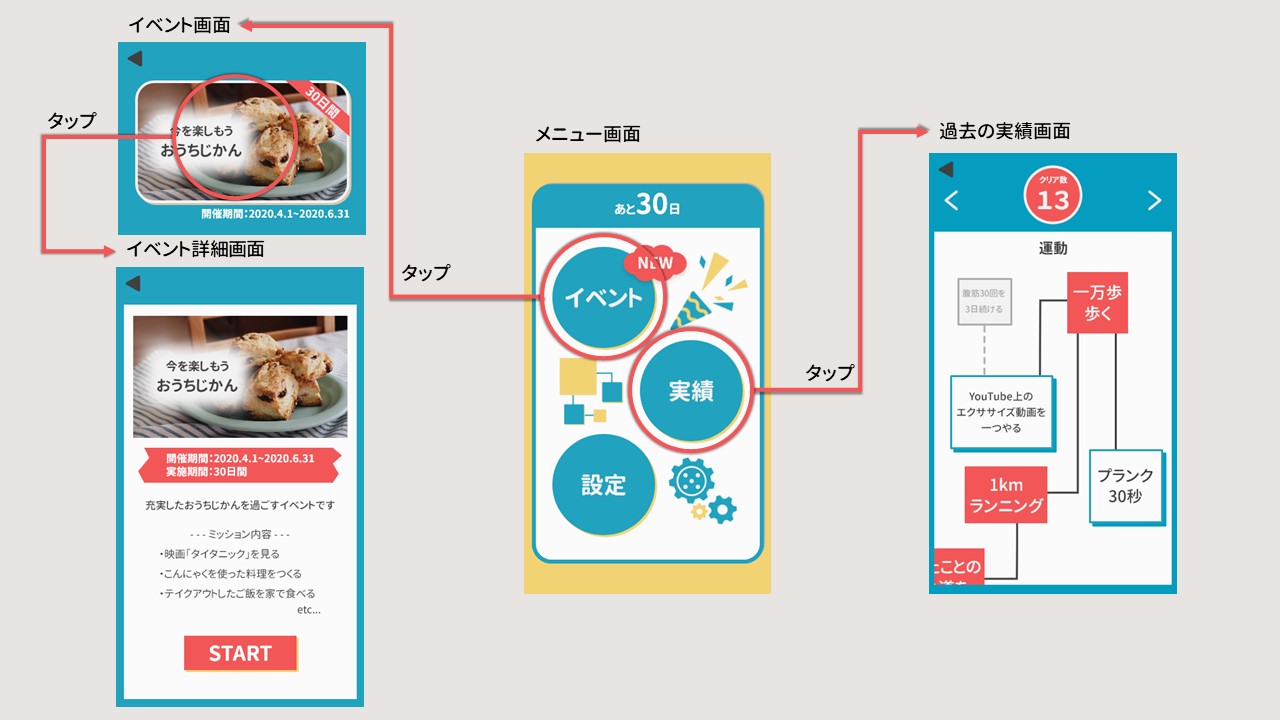 イベント画面
30日間
今を楽しもう
おうちじかん
開催期間：2020.4.1~2020.6.31
タップ
イベント詳細画面
今を楽しもう
おうちじかん
開催期間：2020.4.1~2020.6.31
実施期間：30日間
充実したおうちじかんを過ごすイベントです
- - - ミッション内容 - - -
・映画「タイタニック」を見る
・こんにゃくを使った料理をつくる
・テイクアウトしたご飯を家で食べる
etc...
START
タップ
メニュー画面
あと30日
NEW
イベント
実績
設定
タップ
過去の実績画面
クリア数
13
運動
腹筋30回を
3日続ける
一万歩
歩く
YouTube上の
エクササイズ動画を
一つやる
プランク
30秒
1km
ランニング
たことの